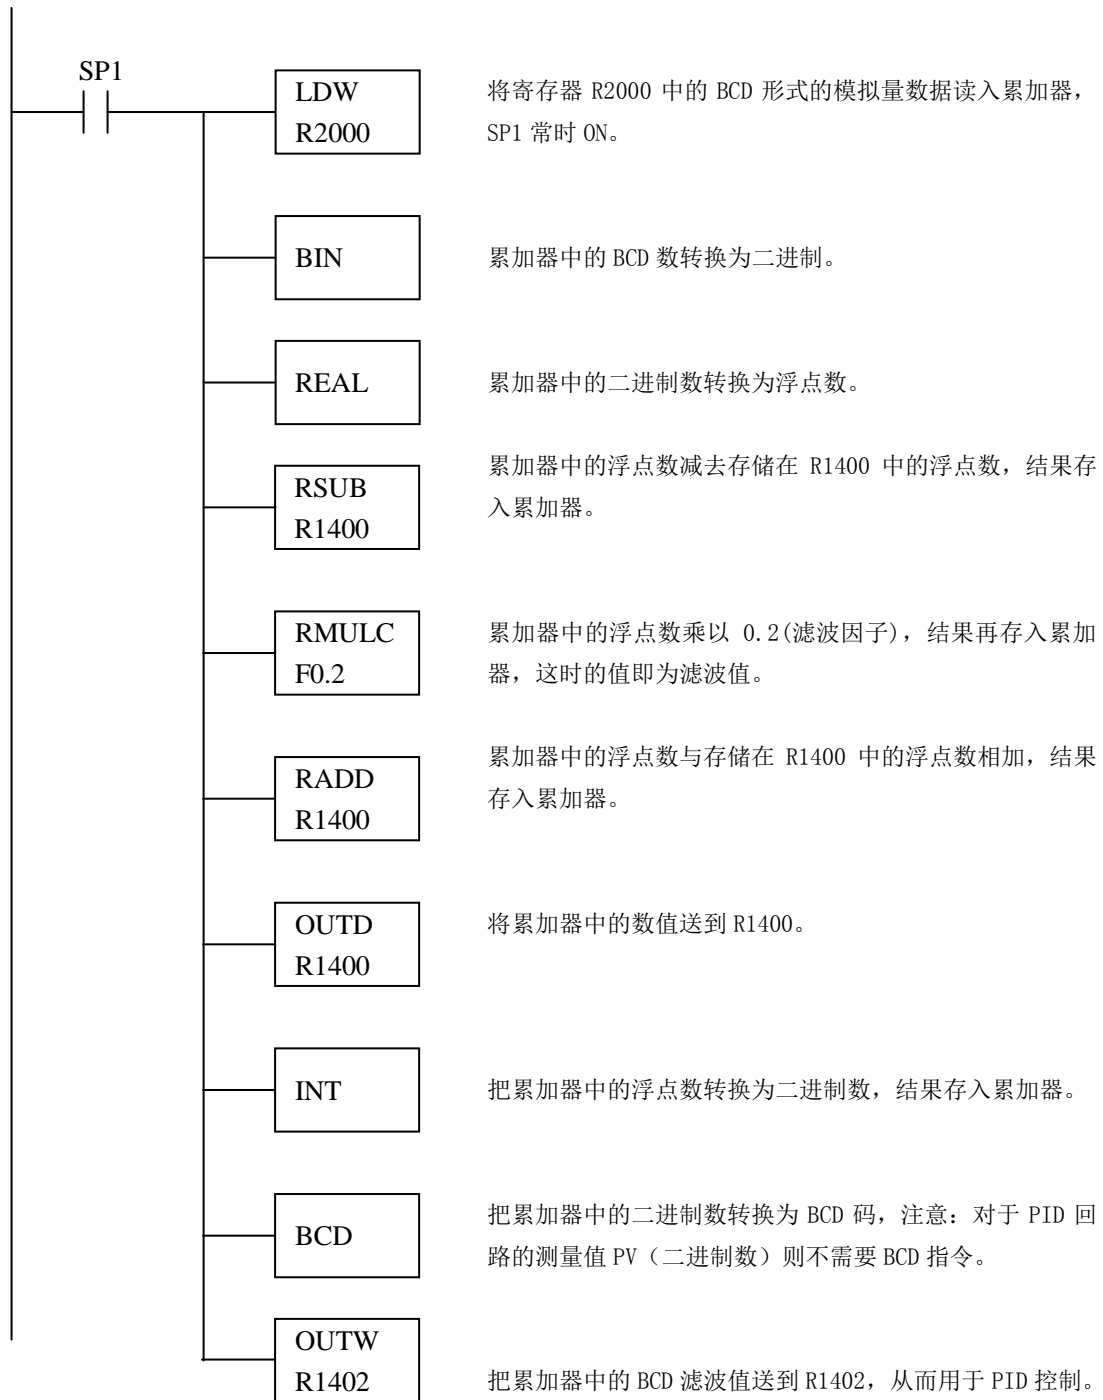 SP1
LDW
R2000
将寄存器 R2000 中的 BCD 形式的模拟量数据读入累加器,
SP1 常时 ON。
BIN
累加器中的 BCD 数转换为二进制。
REAL
累加器中的二进制数转换为浮点数。
RSUB
R1400
累加器中的浮点数减去存储在 R1400 中的浮点数，结果存
入累加器。
RMULC
F0.2
累加器中的浮点数乘以 0.2(滤波因子)，结果再存入累加
器，这时的值即为滤波值。
RADD
R1400
累加器中的浮点数与存储在 R1400 中的浮点数相加，结果
存入累加器。
OUTD
R1400
将累加器中的数值送到 R1400。
INT
把累加器中的浮点数转换为二进制数，结果存入累加器。
BCD
把累加器中的二进制数转换为 BCD 码，注意：对于 PID 回
路的测量值 PV（二进制数）则不需要 BCD 指令。
OUTW
R1402
把累加器中的 BCD 滤波值送到 R1402，从而用于 PID 控制。